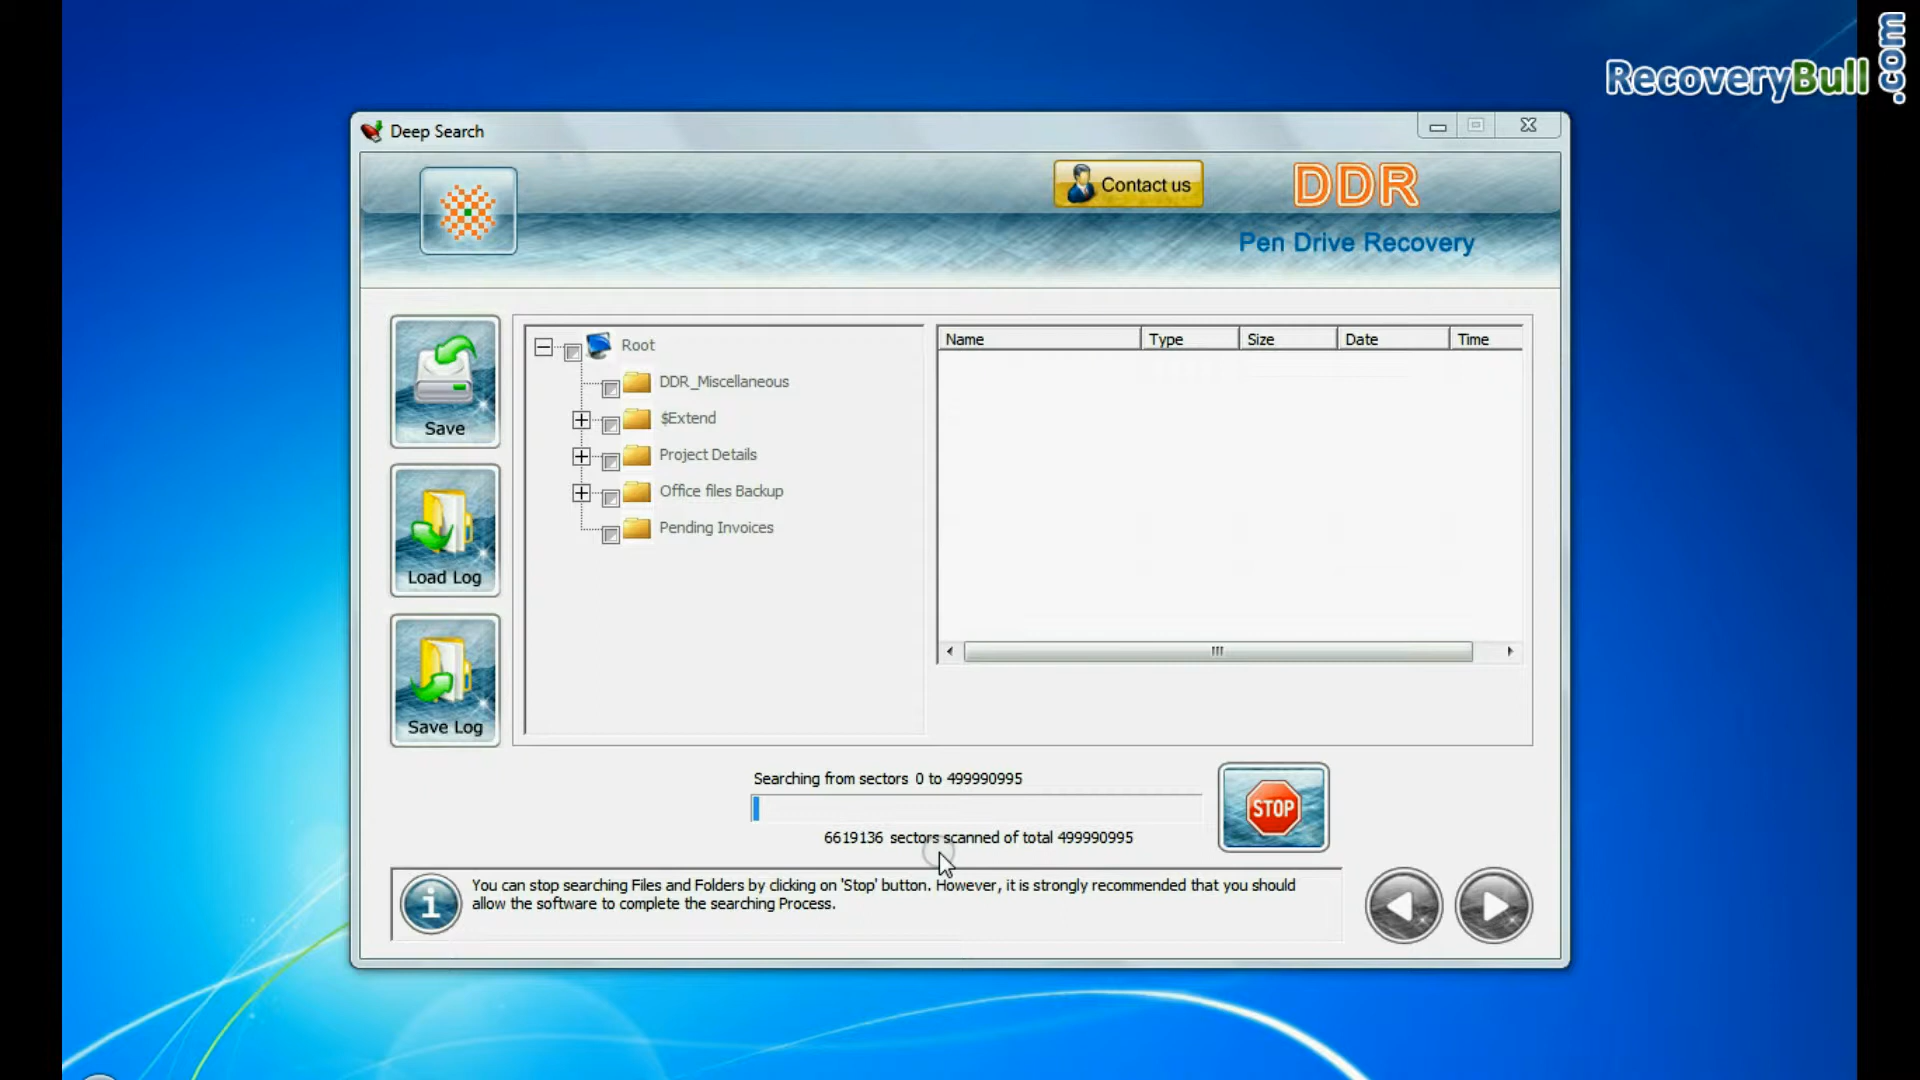 RecoveryBull.com
Deep Search
Contact us
DDR
Pen Drive Recovery
Save
Load Log
Save Log
Root
DDR_Miscellaneous
$Extend
Project Details
Office files Backup
Pending Invoices
Name Type Size Date Time
Searching from sectors 0 to 499990995
6619136 sectors scanned of total 499990995
STOP
You can stop searching Files and Folders by clicking on 'Stop' button. However, it is strongly recommended that you should
allow the software to complete the searching Process.